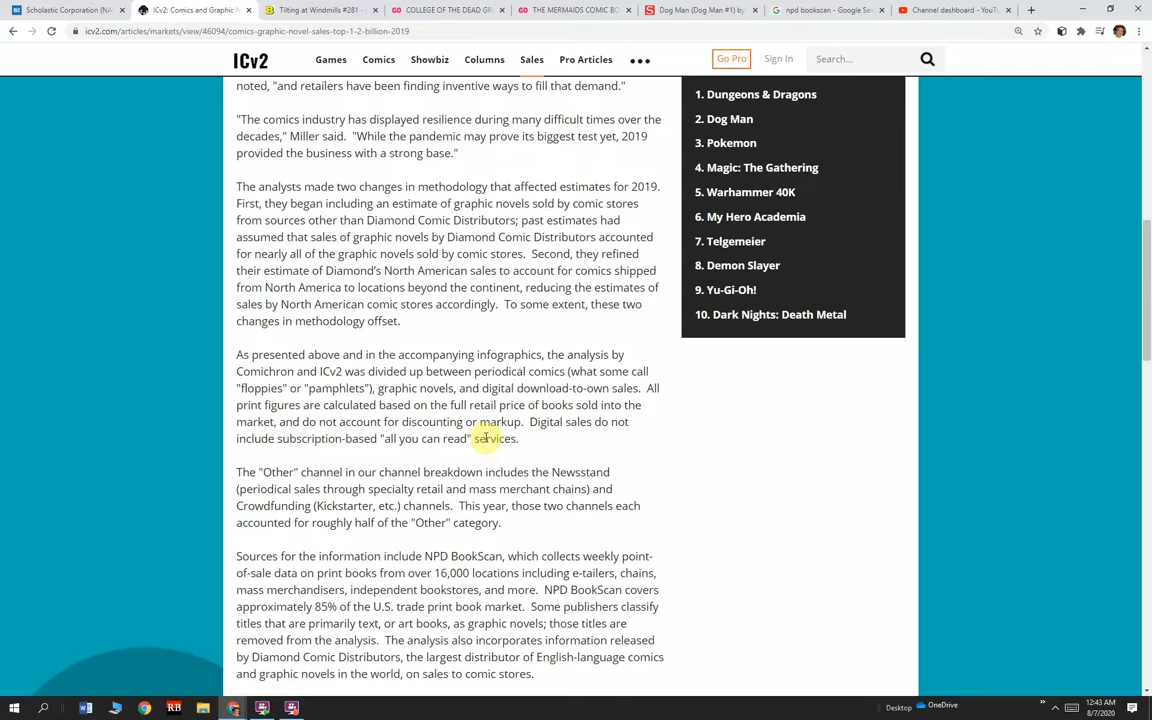 Scholastic Corporation (NA
ICv2: Comics and Graphic N
Tilting at Windmills #281 -
COLLEGE OF THE DEAD GR
THE MERMAIDS COMIC BO
Dog Man (Dog Man #1) by
npd bookscan - Google Sea
Channel dashboard - YouTu
icv2.com/articles/markets/view/46094/comics-graphic-novel-sales-top-1-2-billion-2019
ICv2 Games Comics Showbiz Columns Sales Pro Articles Go Pro Sign In Search...
noted, "and retailers have been finding inventive ways to fill that demand."
"The comics industry has displayed resilience during many difficult times over the
decades," Miller said.  "While the pandemic may prove its biggest test yet, 2019
provided the business with a strong base."
The analysts made two changes in methodology that affected estimates for 2019.
First, they began including an estimate of graphic novels sold by comic stores
from sources other than Diamond Comic Distributors; past estimates had
assumed that sales of graphic novels by Diamond Comic Distributors accounted
for nearly all of the graphic novels sold by comic stores.  Second, they refined
their estimate of Diamond's North American sales to account for comics shipped
from North America to locations beyond the continent, reducing the estimates of
sales by North American comic stores accordingly.  To some extent, these two
changes in methodology offset.
As presented above and in the accompanying infographics, the analysis by
Comichron and ICv2 was divided up between periodical comics (what some call
"floppies" or "pamphlets"), graphic novels, and digital download-to-own sales.  All
print figures are calculated based on the full retail price of books sold into the
market, and do not account for discounting or markup.  Digital sales do not
include subscription-based "all you can read" services.
The "Other" channel in our channel breakdown includes the Newsstand
(periodical sales through specialty retail and mass merchant chains) and
Crowdfunding (Kickstarter, etc.) channels.  This year, those two channels each
accounted for roughly half of the "Other" category.
Sources for the information include NPD BookScan, which collects weekly point-
of-sale data on print books from over 16,000 locations including e-tailers, chains,
mass merchandisers, independent bookstores, and more.  NPD BookScan covers
approximately 85% of the U.S. trade print book market.  Some publishers classify
titles that are primarily text, or art books, as graphic novels; those titles are
removed from the analysis.  The analysis also incorporates information released
by Diamond Comic Distributors, the largest distributor of English-language comics
and graphic novels in the world, on sales to comic stores.
1. Dungeons & Dragons
2. Dog Man
3. Pokemon
4. Magic: The Gathering
5. Warhammer 40K
6. My Hero Academia
7. Telgemeier
8. Demon Slayer
9. Yu-Gi-Oh!
10. Dark Nights: Death Metal
RB
Desktop
OneDrive
12:43 AM
8/7/2020